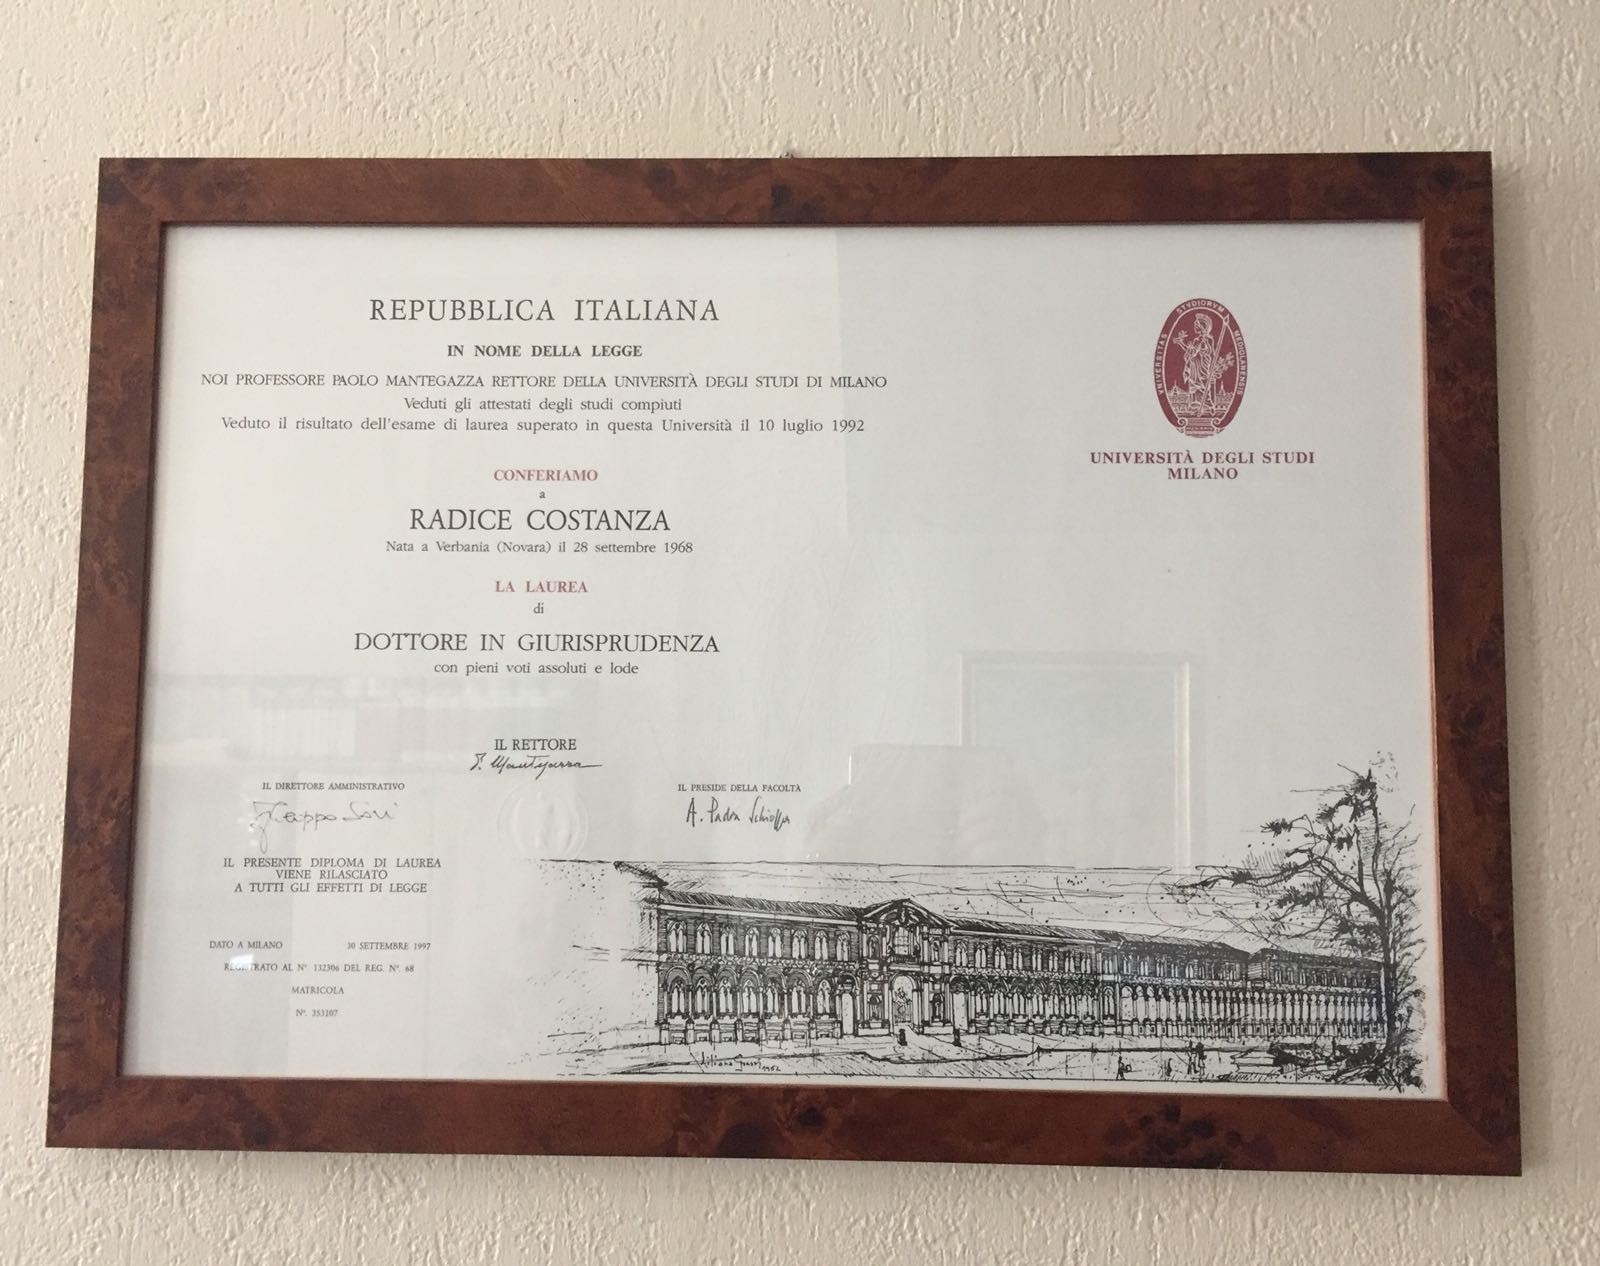 REPUBBLICA ITALIANA
IN NOME DELLA LEGGE
NOI PROFESSORE PAOLO MANTEGAZZA RETTORE DELLA UNIVERSITÀ DEGLI STUDI DI MILANO
Veduti gli attestati degli studi compiuti
Veduto il risultato dell'esame di laurea superato in questa Università il 10 luglio 1992
CONFERIAMO
a
RADICE COSTANZA
Nata a Verbania (Novara) il 28 settembre 1968
LA LAUREA
di
DOTTORE IN GIURISPRUDENZA
con pieni voti assoluti e lode
UNIVERSITAS STVDIORVM MEDIOLANENSIS
UNIVERSITÀ DEGLI STUDI
MILANO
IL RETTORE
IL DIRETTORE AMMINISTRATIVO
IL PRESIDE DELLA FACOLTÀ
A. Padoa Schioppa
IL PRESENTE DIPLOMA DI LAUREA
VIENE RILASCIATO
A TUTTI GLI EFFETTI DI LEGGE
DATO A MILANO 30 SETTEMBRE 1997
REGISTRATO AL N° 132306 DEL REG. N° 68
MATRICOLA
N°. 353107